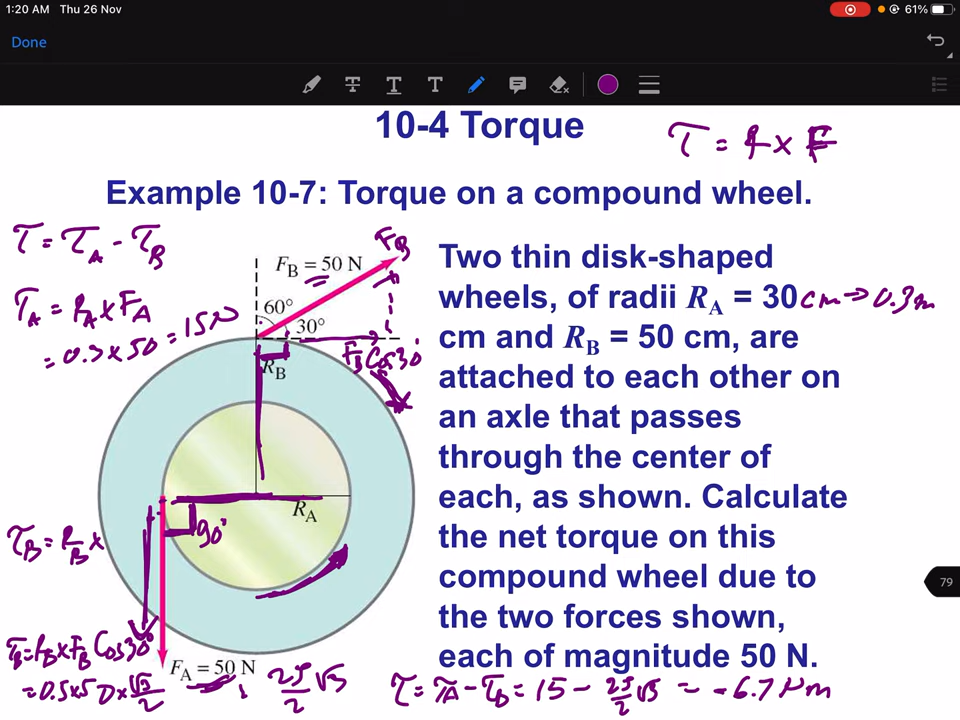 1:20 AM Thu 26 Nov
61%
Done
T T T
10-4 Torque
τ = r × F
Example 10-7: Torque on a compound wheel.
τ = τA - τB
τA = RA × FA
= 0.3 × 50 = 15 N
FB
FB = 50 N
60°
30°
FB Cos30°
RB
RA
90°
τB = RB ×
τB = RB × FB Cos30°
= 0.5 × 50 × √3/2 = 25/2 √3
FA = 50 N
Two thin disk-shaped
wheels, of radii RA = 30 cm → 0.3 m
cm and RB = 50 cm, are
attached to each other on
an axle that passes
through the center of
each, as shown. Calculate
the net torque on this
compound wheel due to
the two forces shown,
each of magnitude 50 N.
τ = τA - τB = 15 - 25/2 √3 = -6.7 Nm
79